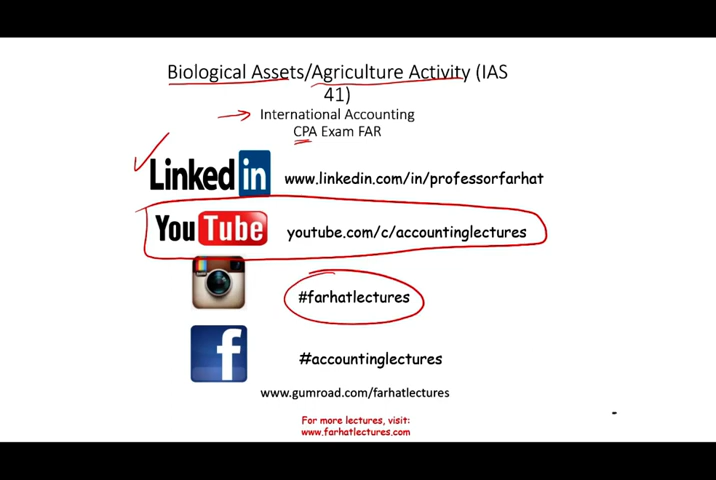 Biological Assets/Agriculture Activity (IAS
41)
International Accounting
CPA Exam FAR
Linked in www.linkedin.com/in/professorfarhat
YouTube youtube.com/c/accountinglectures
#farhatlectures
f #accountinglectures
www.gumroad.com/farhatlectures
For more lectures, visit:
www.farhatlectures.com